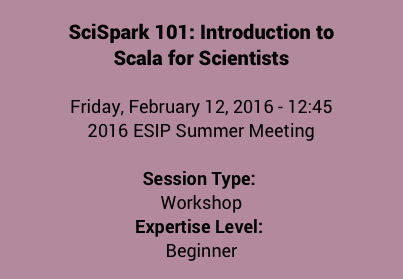 SciSpark 101: Introduction to
Scala for Scientists
Friday, February 12, 2016 - 12:45
2016 ESIP Summer Meeting
Session Type:
Workshop
Expertise Level:
Beginner